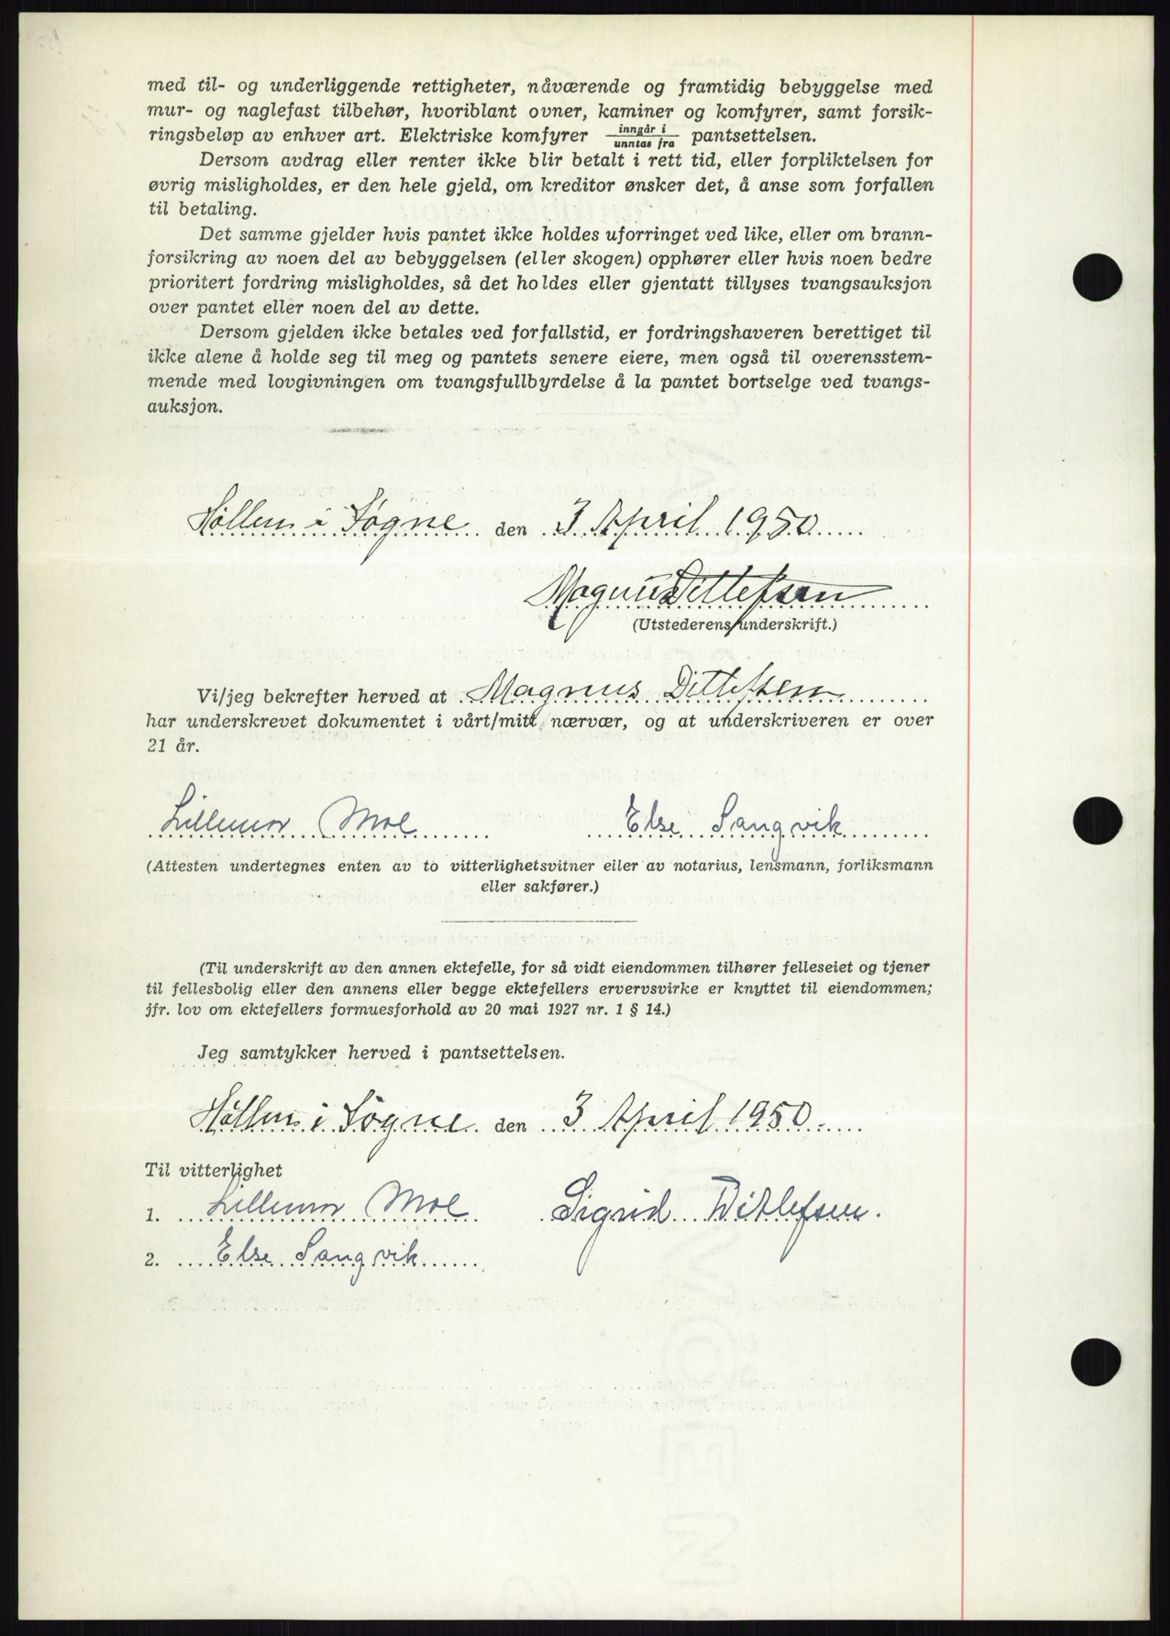 med til- og underliggende rettigheter, nåværende og framtidig bebyggelse med
mur- og naglefast tilbehør, hvoriblant ovner, kaminer og komfyrer, samt forsik-
ringsbeløp av enhver art. Elektriske komfyrer inngår i / unntas fra pantsettelsen.
Dersom avdrag eller renter ikke blir betalt i rett tid, eller forpliktelsen for
øvrig misligholdes, er den hele gjeld, om kreditor ønsker det, å anse som forfallen
til betaling.
Det samme gjelder hvis pantet ikke holdes uforringet ved like, eller om brann-
forsikring av noen del av bebyggelsen (eller skogen) opphører eller hvis noen bedre
prioritert fordring misligholdes, så det holdes eller gjentatt tillyses tvangsauksjon
over pantet eller noen del av dette.
Dersom gjelden ikke betales ved forfallstid, er fordringshaveren berettiget til
ikke alene å holde seg til meg og pantets senere eiere, men også til overensstem-
mende med lovgivningen om tvangsfullbyrdelse å la pantet bortselge ved tvangs-
auksjon.
Høllen i Søgne den 3 April 1950
Magnus Ditlefsen
(Utstederens underskrift.)
Vi/jeg bekrefter herved at Magnus Ditlefsen
har underskrevet dokumentet i vårt/mitt nærvær, og at underskriveren er over
21 år.
Lillemor Moe Else Sangvik
(Attesten undertegnes enten av to vitterlighetsvitner eiler av notarius, lensmann, forliksmann
eller sakfører.)
(Til underskrift av den annen ektefelle, for så vidt eiendommen tilhører felleseiet og tjener
til fellesbolig eller den annens eller begge ektefellers ervervsvirke er knyttet til eiendommen;
jfr. lov om ektefellers formuesforhold av 20 mai 1927 nr. 1 § 14.)
Jeg samtykker herved i pantsettelsen.
Høllen i Søgne den 3 April 1950.
Til vitterlighet
1. Lillemor Moe Sigrid Ditlefsen.
2. Else Sangvik